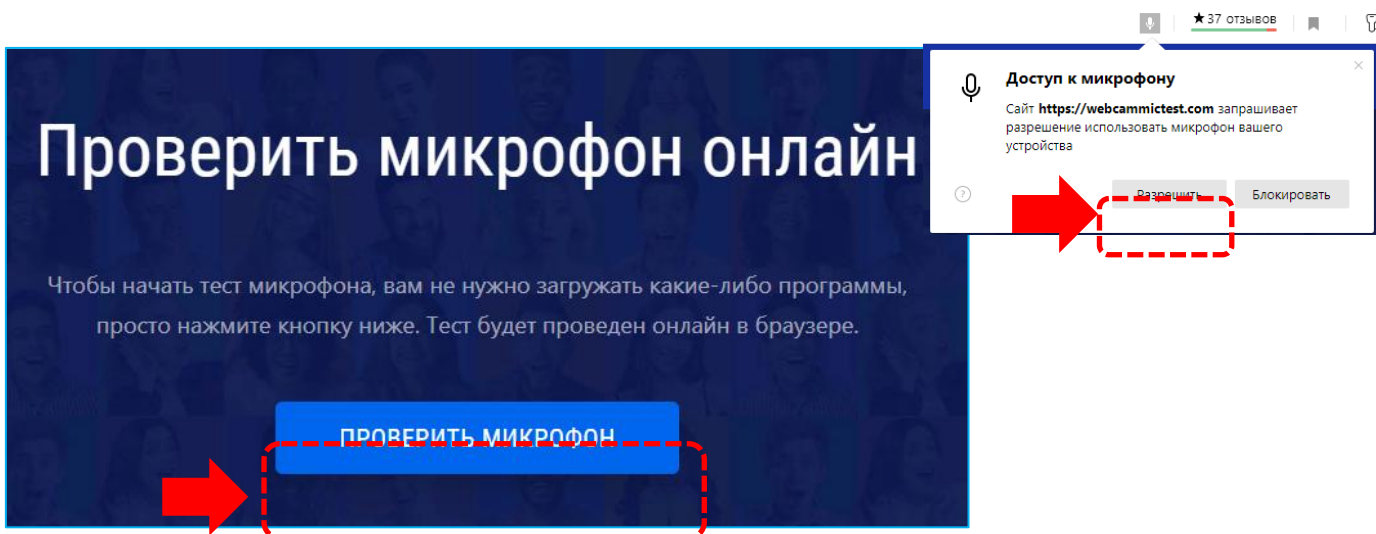 ★37 отзывов
Доступ к микрофону
Сайт https://webcammictest.com запрашивает
разрешение использовать микрофон вашего
устройства
Разрешить
Блокировать
Проверить микрофон онлайн
Чтобы начать тест микрофона, вам не нужно загружать какие-либо программы,
просто нажмите кнопку ниже. Тест будет проведен онлайн в браузере.
ПРОВЕРИТЬ МИКРОФОН